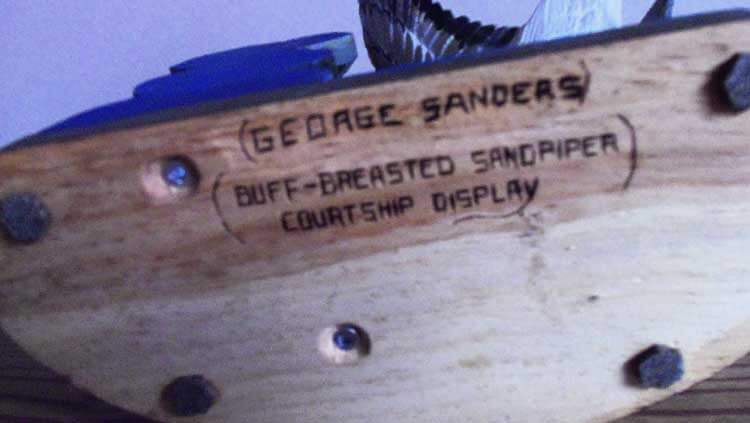 (GEORGE SANDERS)
(BUFF-BREASTED SANDPIPER)
COURTSHIP DISPLAY